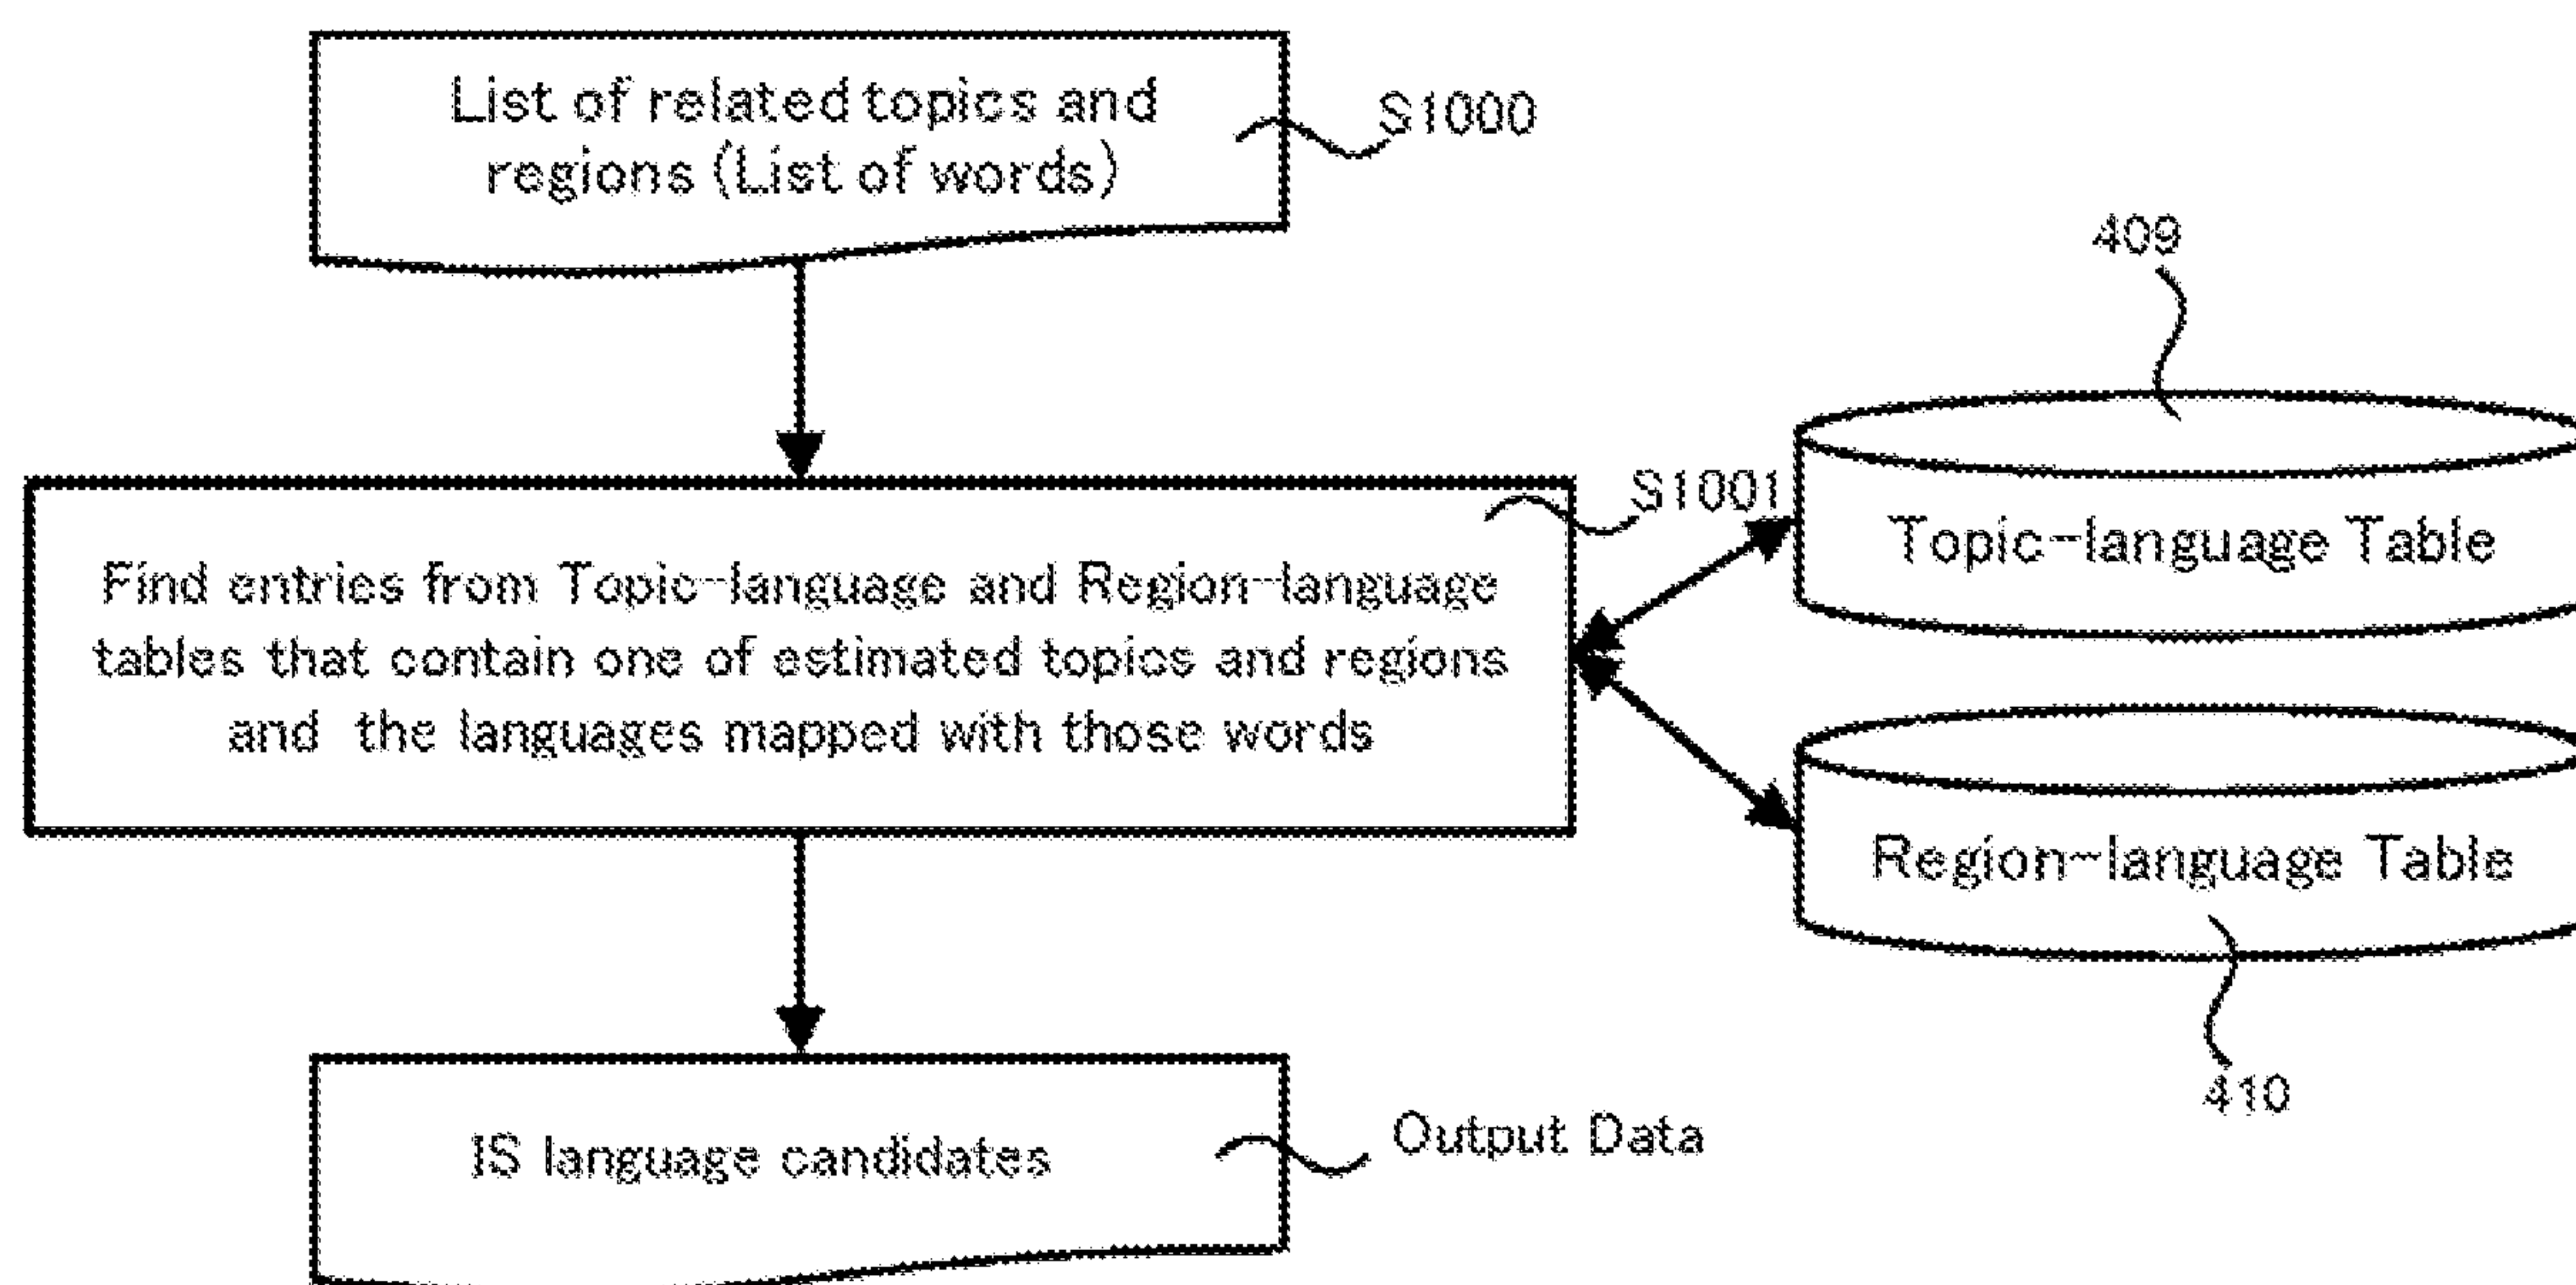 List of related topics and
regions (List of words)
S1000
409
S1001
Topic-language Table
Find entries from Topic-language and Region-language
tables that contain one of estimated topics and regions
and the languages mapped with those words
Region-language Table
410
IS language candidates
Output Data